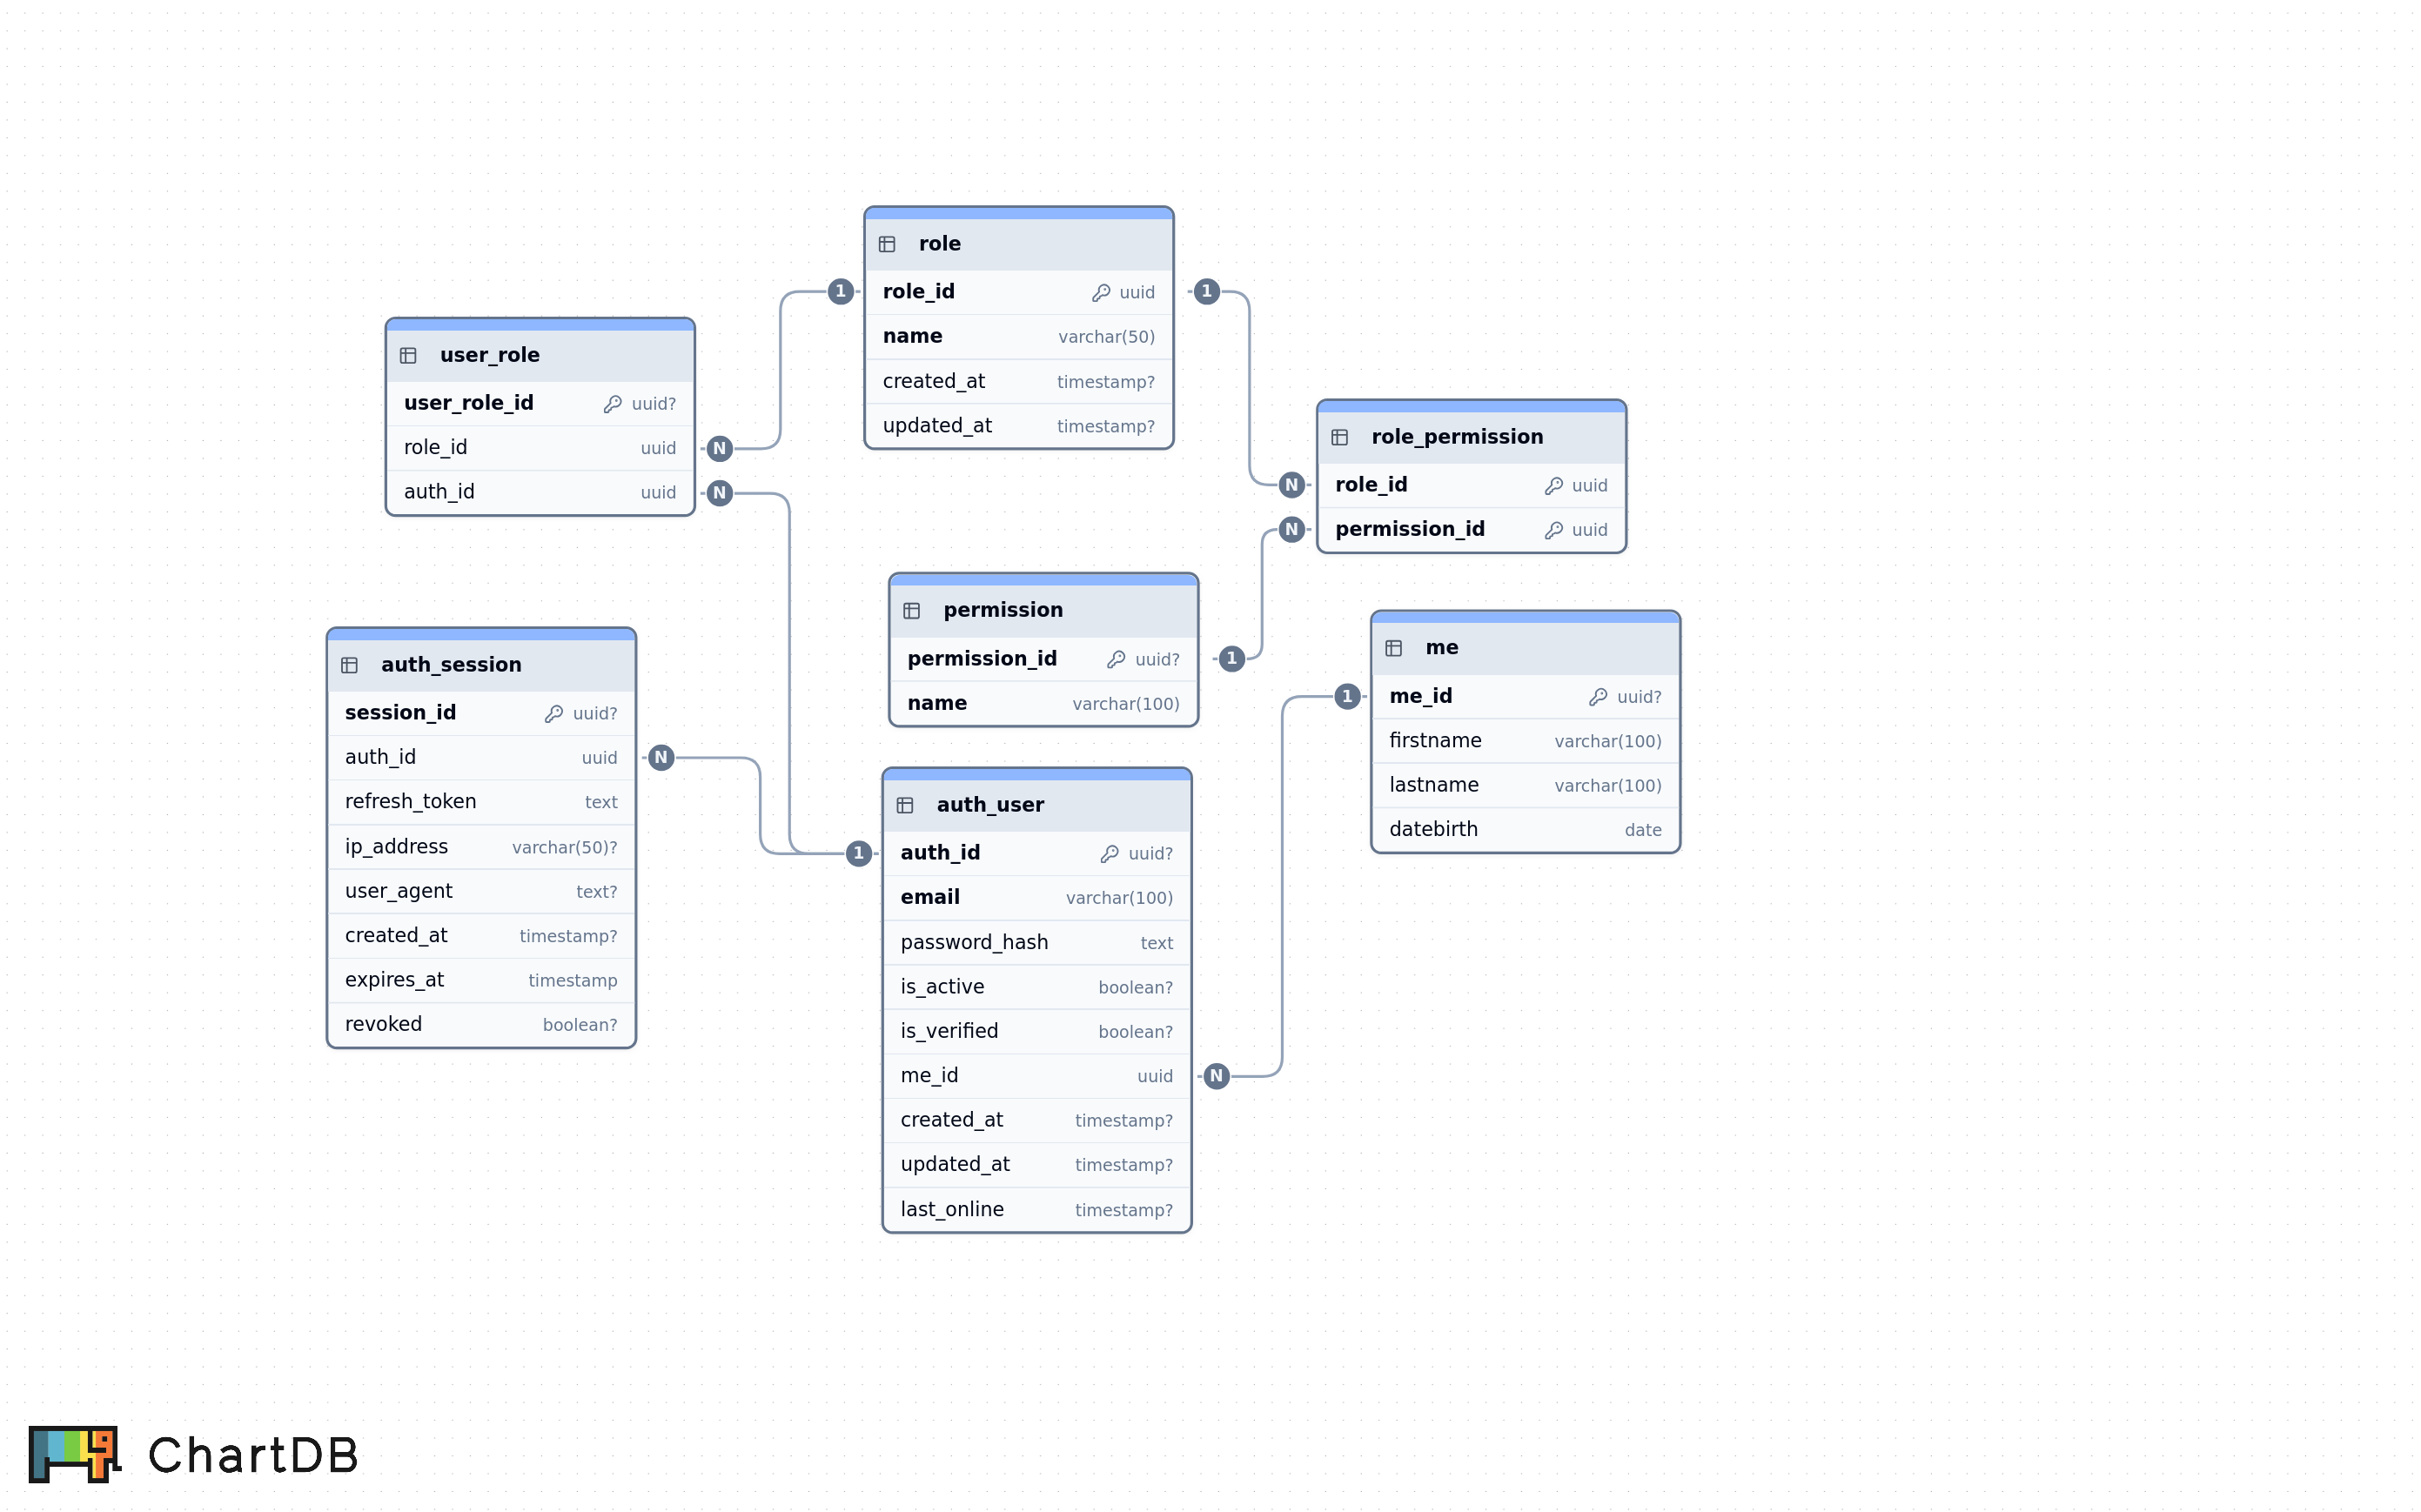 role
role_id uuid
name varchar(50)
created_at timestamp?
updated_at timestamp?
1
1
user_role
user_role_id uuid?
role_id uuid
auth_id uuid
N
N
role_permission
role_id uuid
permission_id uuid
N
N
permission
permission_id uuid?
name varchar(100)
1
me
me_id uuid?
firstname varchar(100)
lastname varchar(100)
datebirth date
1
auth_session
session_id uuid?
auth_id uuid
refresh_token text
ip_address varchar(50)?
user_agent text?
created_at timestamp?
expires_at timestamp
revoked boolean?
N
auth_user
auth_id uuid?
email varchar(100)
password_hash text
is_active boolean?
is_verified boolean?
me_id uuid
created_at timestamp?
updated_at timestamp?
last_online timestamp?
1
N
ChartDB